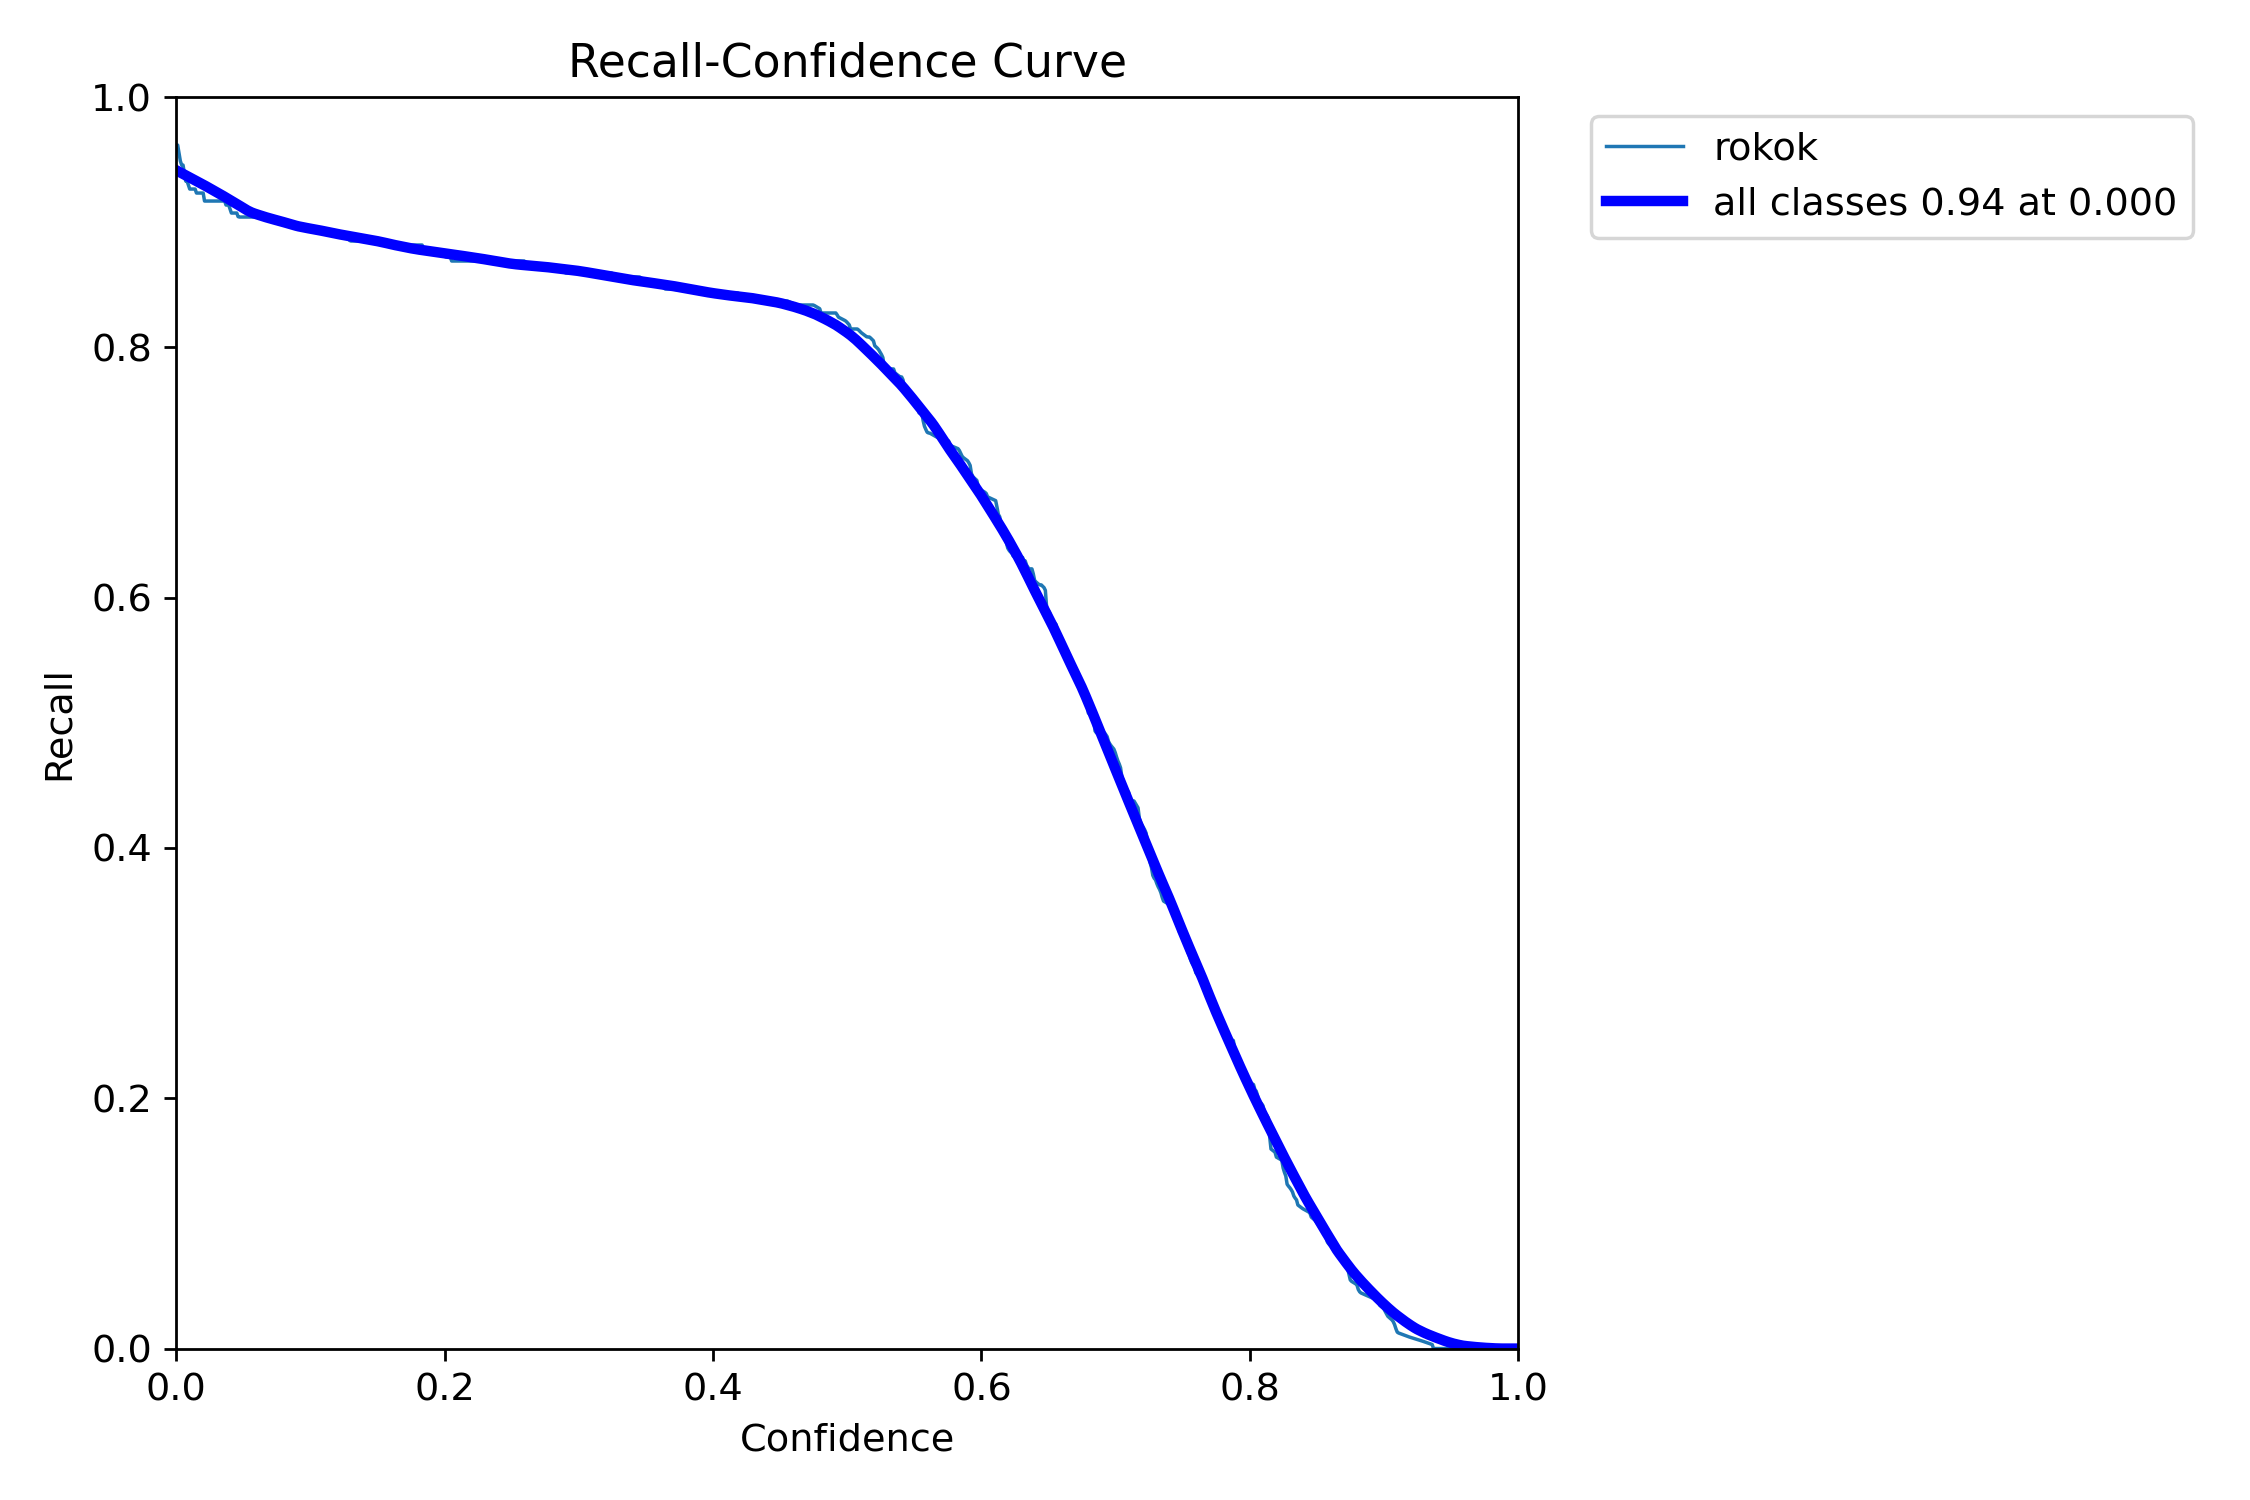 Recall-Confidence Curve
rokok
all classes 0.94 at 0.000
1.0
0.8
0.6
0.4
0.2
0.0
Recall
0.0 0.2 0.4 0.6 0.8 1.0
Confidence